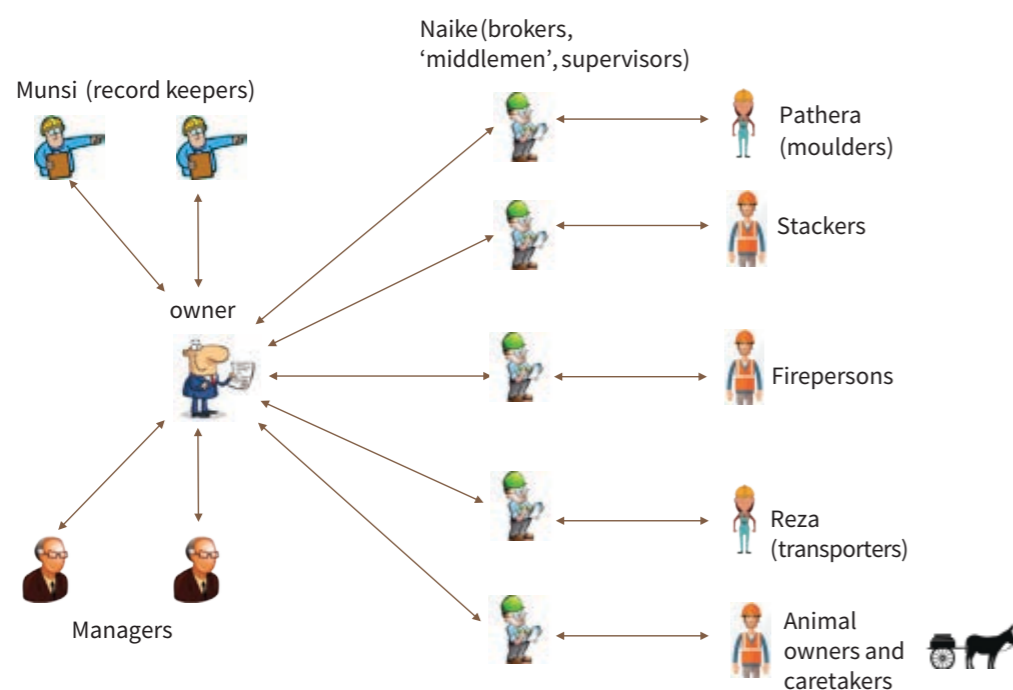 Naike (brokers,
‘middlemen’, supervisors)
Munsi (record keepers)
Pathera
(moulders)
Stackers
owner
Firepersons
Reza
(transporters)
Managers
Animal
owners and
caretakers